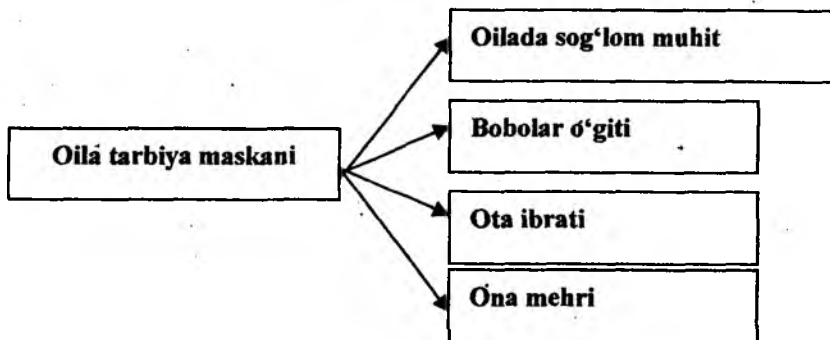 Oilada sog‘lom muhit
Bobolar o‘giti
Oila tarbiya maskani
Ota ibrati
Ona mehri